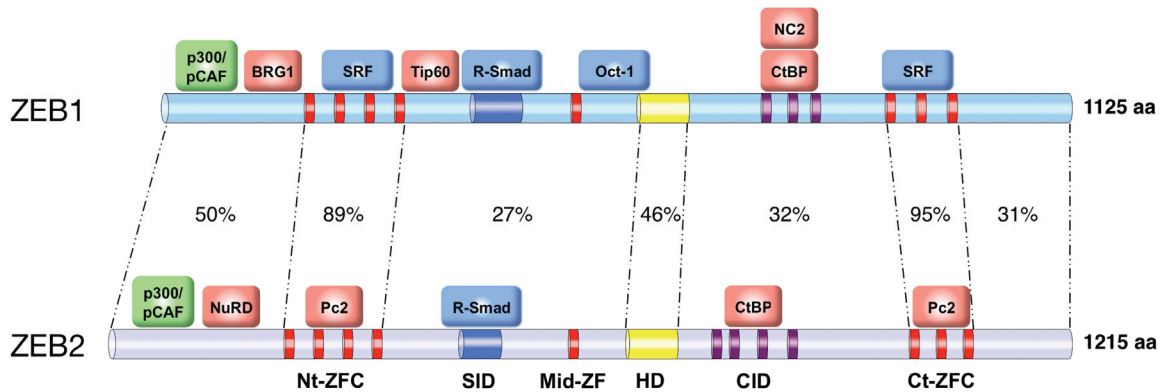 NC2
p300/
pCAF
BRG1
SRF
Tip60
R-Smad
Oct-1
CtBP
SRF
ZEB1
1125 aa
50%
89%
27%
46%
32%
95%
31%
p300/
pCAF
NuRD
Pc2
R-Smad
CtBP
Pc2
ZEB2
1215 aa
Nt-ZFC
SID
Mid-ZF
HD
CID
Ct-ZFC